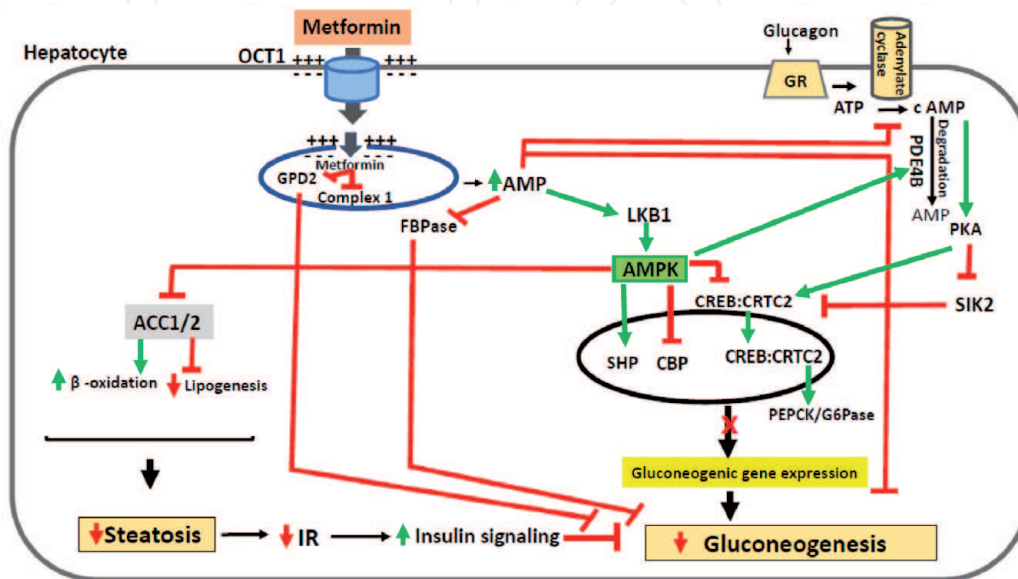 Metformin
Hepatocyte
OCT1
+++ +++
---- ----
Glucagon
GR
Adenylate
cyclase
ATP
c AMP
Degradation
PDE4B
AMP
PKA
SIK2
+++ +++
Metformin
GPD2
Complex 1
AMP
FBPase
LKB1
AMPK
CREB:CRTC2
SHP
CBP
CREB:CRTC2
PEPCK/G6Pase
X
ACC1/2
β -oxidation
Lipogenesis
Gluconeogenic gene expression
Steatosis
IR
Insulin signaling
Gluconeogenesis